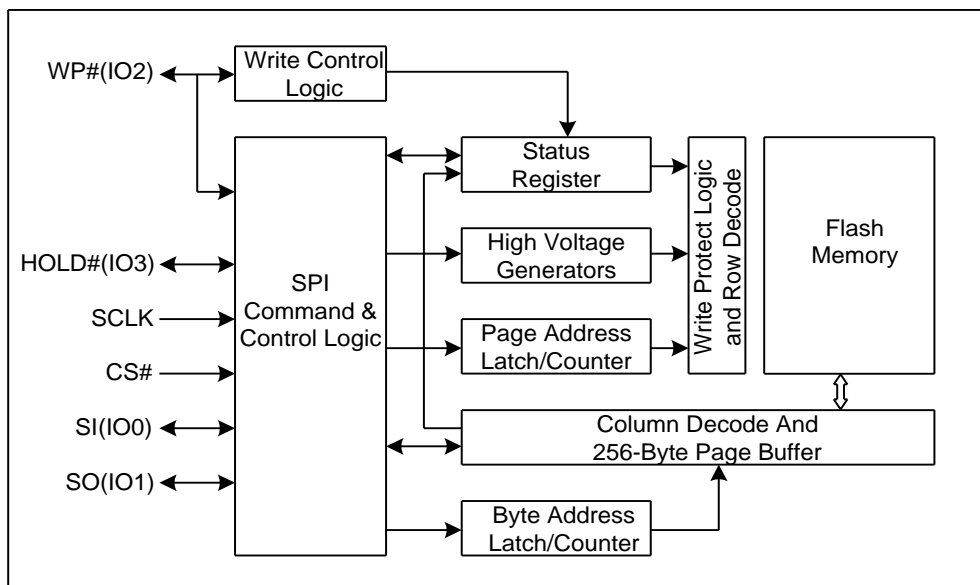 WP#(IO2)
Write Control
Logic
HOLD#(IO3)
SCLK
CS#
SI(IO0)
SO(IO1)
SPI
Command &
Control Logic
Status
Register
High Voltage
Generators
Page Address
Latch/Counter
Write Protect Logic
and Row Decode
Flash
Memory
Column Decode And
256-Byte Page Buffer
Byte Address
Latch/Counter